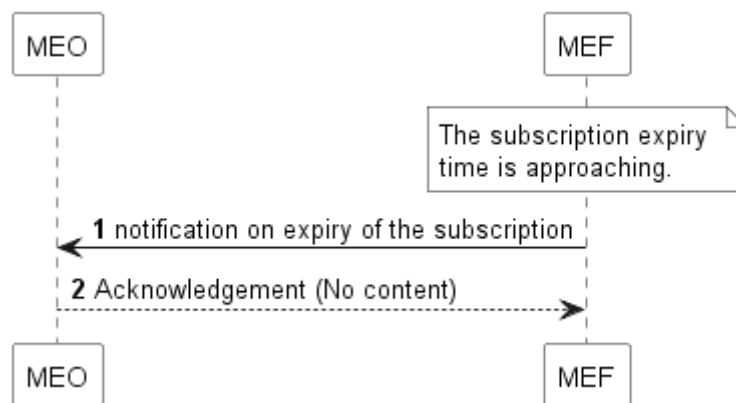 MEO
MEF
The subscription expiry
time is approaching.
1 notification on expiry of the subscription
2 Acknowledgement (No content)
MEO
MEF